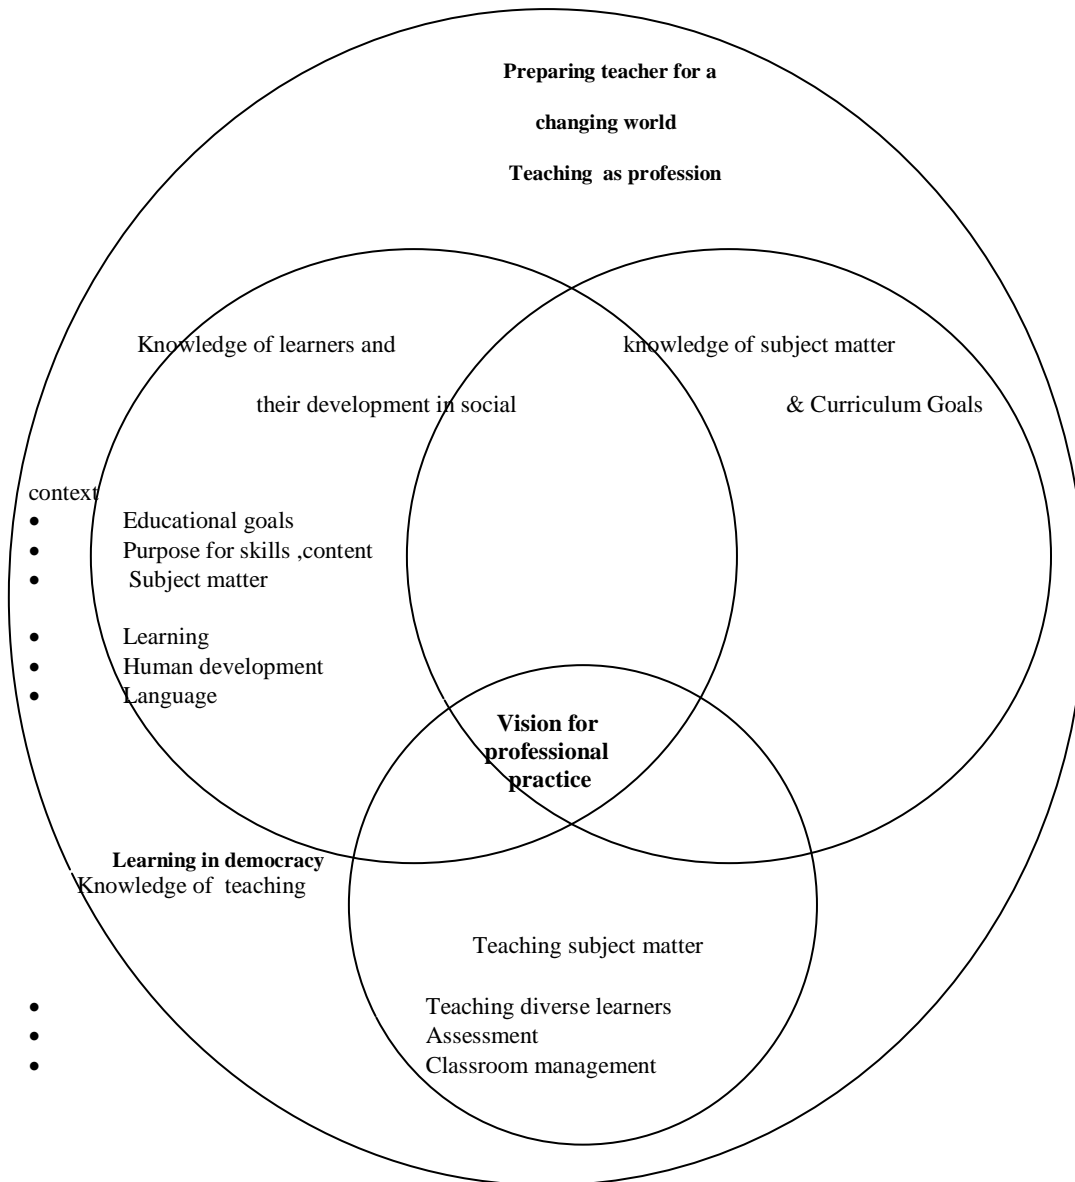 Preparing teacher for a
changing world
Teaching as profession
Knowledge of learners and knowledge of subject matter
their development in social & Curriculum Goals
context
• Educational goals
• Purpose for skills ,content
• Subject matter
• Learning
• Human development
• Language
Vision for
professional
practice
Learning in democracy
Knowledge of teaching
Teaching subject matter
• Teaching diverse learners
• Assessment
• Classroom management